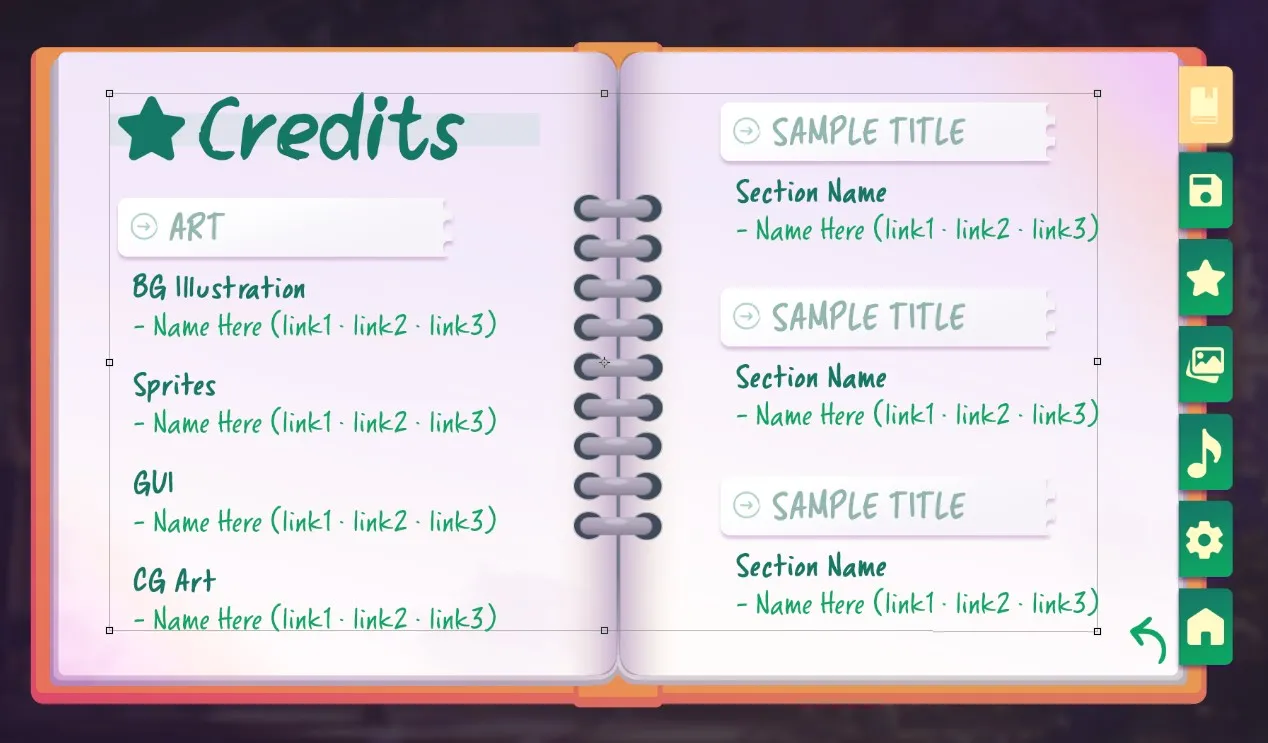 Credits
ART
BG Illustration
- Name Here (link1 · link2 · link3)
Sprites
- Name Here (link1 · link2 · link3)
GUI
- Name Here (link1 · link2 · link3)
CG Art
- Name Here (link1 · link2 · link3)
SAMPLE TITLE
Section Name
- Name Here (link1 · link2 · link3)
SAMPLE TITLE
Section Name
- Name Here (link1 · link2 · link3)
SAMPLE TITLE
Section Name
- Name Here (link1 · link2 · link3)